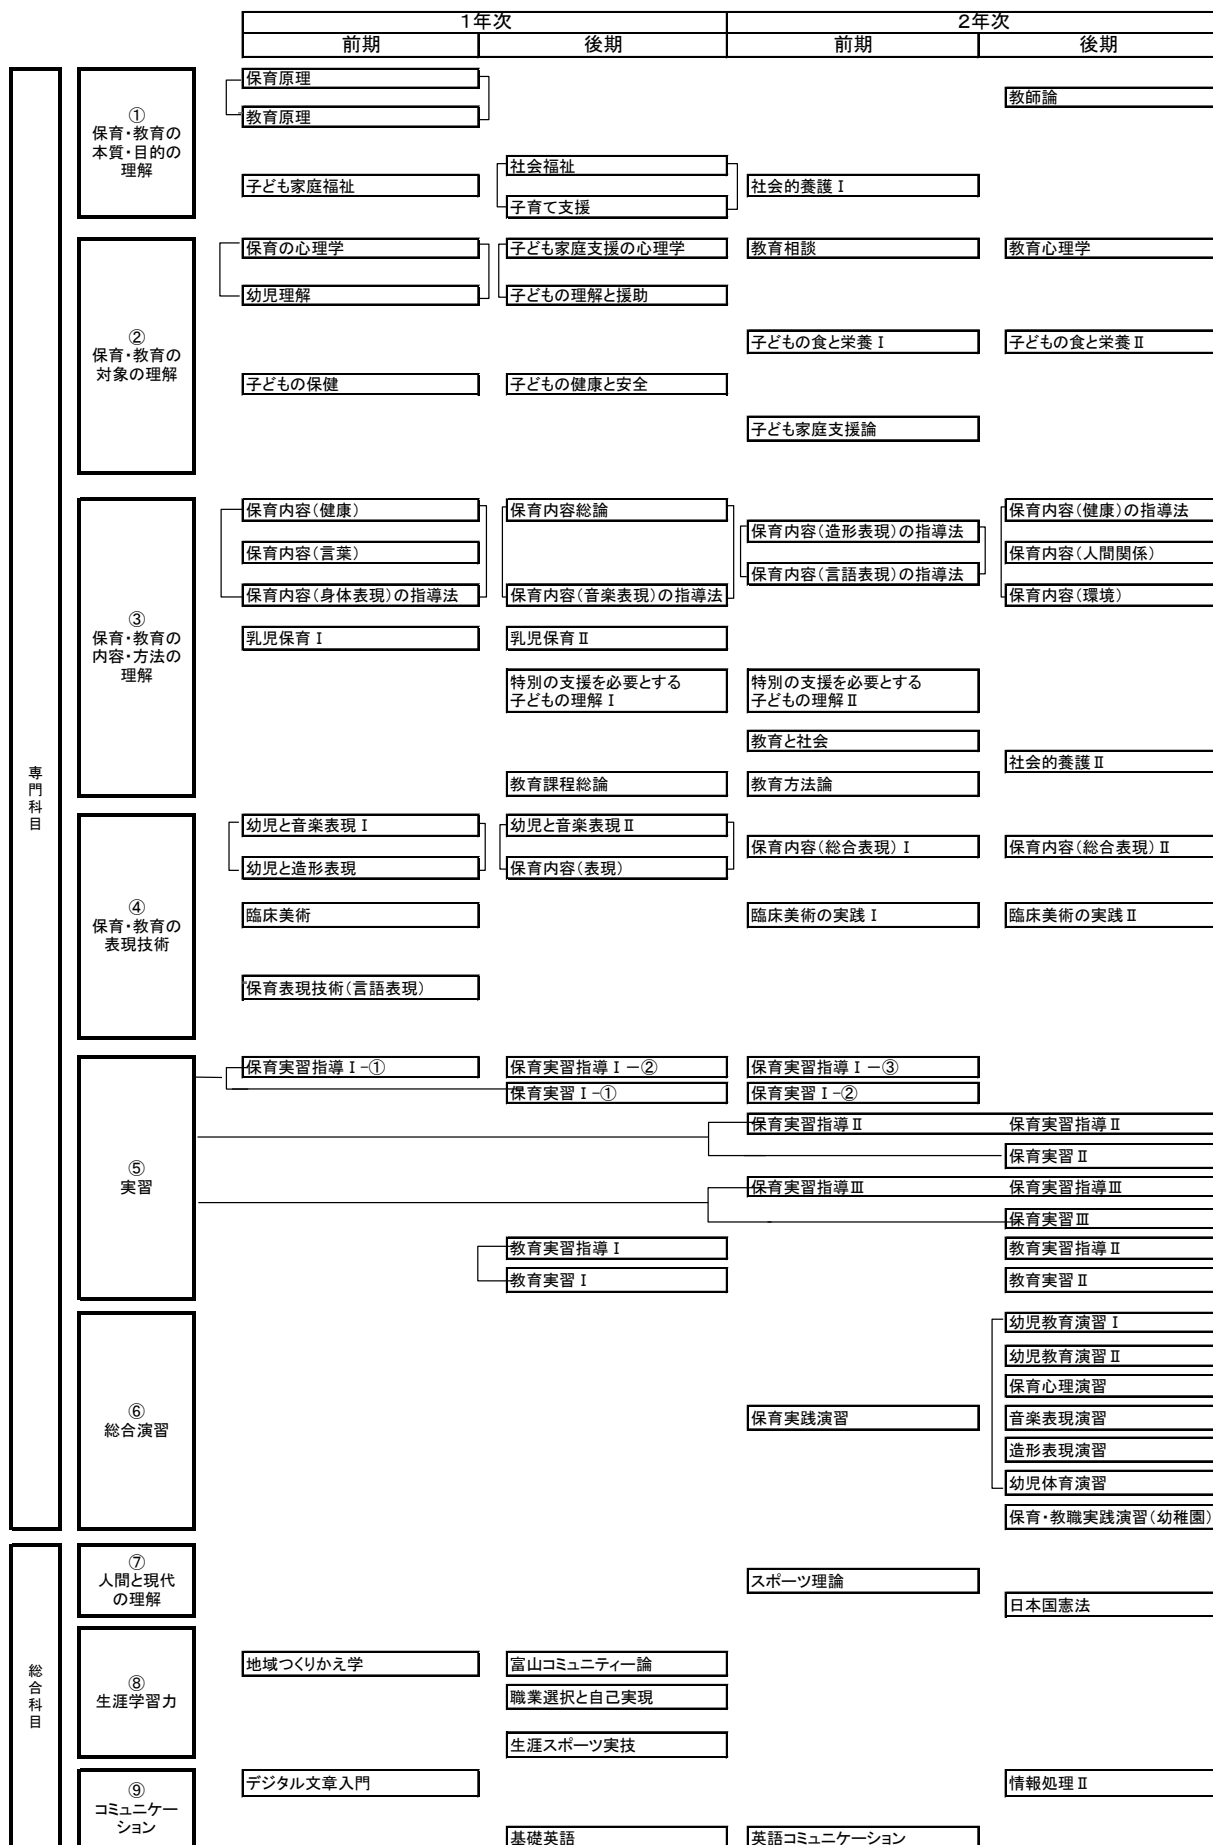 1年次
2年次
前期
後期
前期
後期
専門科目
①
保育・教育の
本質・目的の
理解
保育原理
教師論
教育原理
社会福祉
子ども家庭福祉
社会的養護Ⅰ
子育て支援
②
保育・教育の
対象の理解
保育の心理学
子ども家庭支援の心理学
教育相談
教育心理学
幼児理解
子どもの理解と援助
子どもの食と栄養Ⅰ
子どもの食と栄養Ⅱ
子どもの保健
子どもの健康と安全
子ども家庭支援論
③
保育・教育の
内容・方法の
理解
保育内容(健康)
保育内容総論
保育内容(健康)の指導法
保育内容(造形表現)の指導法
保育内容(言葉)
保育内容(人間関係)
保育内容(言語表現)の指導法
保育内容(身体表現)の指導法
保育内容(音楽表現)の指導法
保育内容(環境)
乳児保育Ⅰ
乳児保育Ⅱ
特別の支援を必要とする
子どもの理解Ⅰ
特別の支援を必要とする
子どもの理解Ⅱ
教育と社会
社会的養護Ⅱ
教育課程総論
教育方法論
④
保育・教育の
表現技術
幼児と音楽表現Ⅰ
幼児と音楽表現Ⅱ
保育内容(総合表現)Ⅰ
保育内容(総合表現)Ⅱ
幼児と造形表現
保育内容(表現)
臨床美術
臨床美術の実践Ⅰ
臨床美術の実践Ⅱ
保育表現技術(言語表現)
⑤
実習
保育実習指導Ⅰ-①
保育実習指導Ⅰ－②
保育実習指導Ⅰ－③
保育実習Ⅰ-①
保育実習Ⅰ-②
保育実習指導Ⅱ
保育実習指導Ⅱ
保育実習Ⅱ
保育実習指導Ⅲ
保育実習指導Ⅲ
保育実習Ⅲ
教育実習指導Ⅰ
教育実習指導Ⅱ
教育実習Ⅰ
教育実習Ⅱ
⑥
総合演習
幼児教育演習Ⅰ
幼児教育演習Ⅱ
保育心理演習
保育実践演習
音楽表現演習
造形表現演習
幼児体育演習
保育・教職実践演習(幼稚園)
総合科目
⑦
人間と現代
の理解
スポーツ理論
日本国憲法
⑧
生涯学習力
地域つくりかえ学
富山コミュニティー論
職業選択と自己実現
生涯スポーツ実技
⑨
コミュニケー
ション
デジタル文章入門
情報処理Ⅱ
基礎英語
英語コミュニケーション